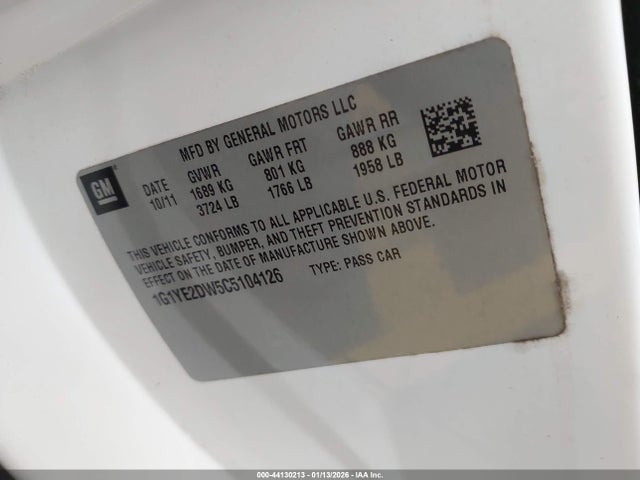 GM
MFD BY GENERAL MOTORS LLC
DATE GVWR GAWR FRT GAWR RR
10/11 1689 KG 801 KG 888 KG
3724 LB 1766 LB 1958 LB
THIS VEHICLE CONFORMS TO ALL APPLICABLE U.S. FEDERAL MOTOR
VEHICLE SAFETY, BUMPER, AND THEFT PREVENTION STANDARDS IN
EFFECT ON THE DATE OF MANUFACTURE SHOWN ABOVE.
1G1YE2DW5C5104126 TYPE: PASS CAR
000-44130213 - 01/13/2026 - IAA Inc.